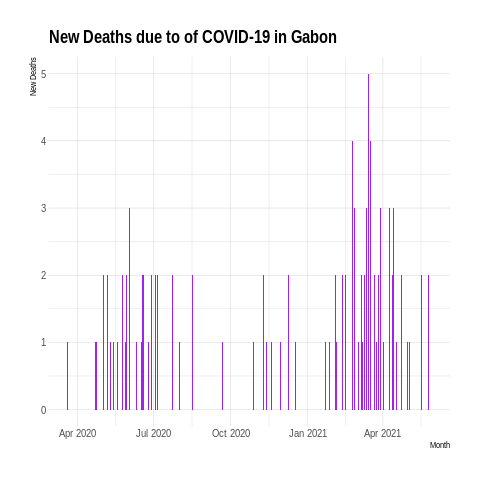 New Deaths due to of COVID-19 in Gabon
New Deaths
5
4
3
2
1
0
Apr 2020 Jul 2020 Oct 2020 Jan 2021 Apr 2021
Month